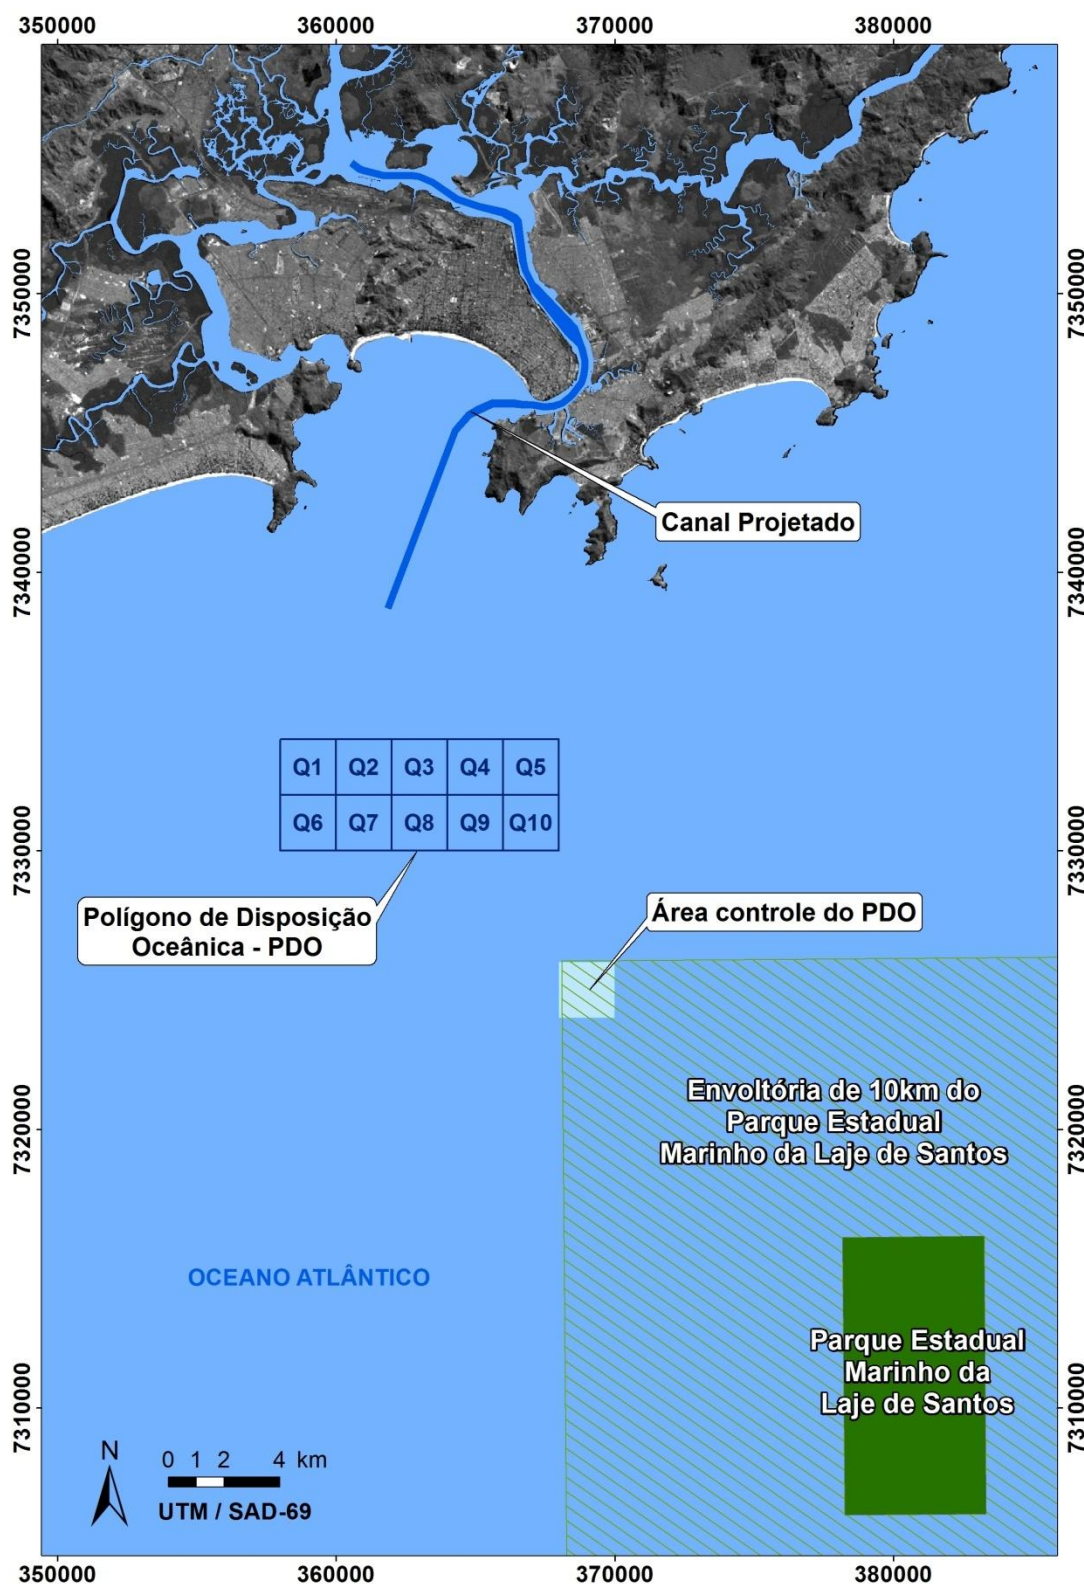 350000 360000 370000 380000
7350000 7350000
Canal Projetado
7340000 7340000
Q1 Q2 Q3 Q4 Q5
Q6 Q7 Q8 Q9 Q10
7330000 7330000
Polígono de Disposição
Oceânica - PDO
Área controle do PDO
Envoltória de 10km do
Parque Estadual
Marinho da Laje de Santos
7320000 7320000
OCEANO ATLÂNTICO
Parque Estadual
Marinho da
Laje de Santos
7310000 7310000
N
0 1 2 4 km
UTM / SAD-69
350000 360000 370000 380000